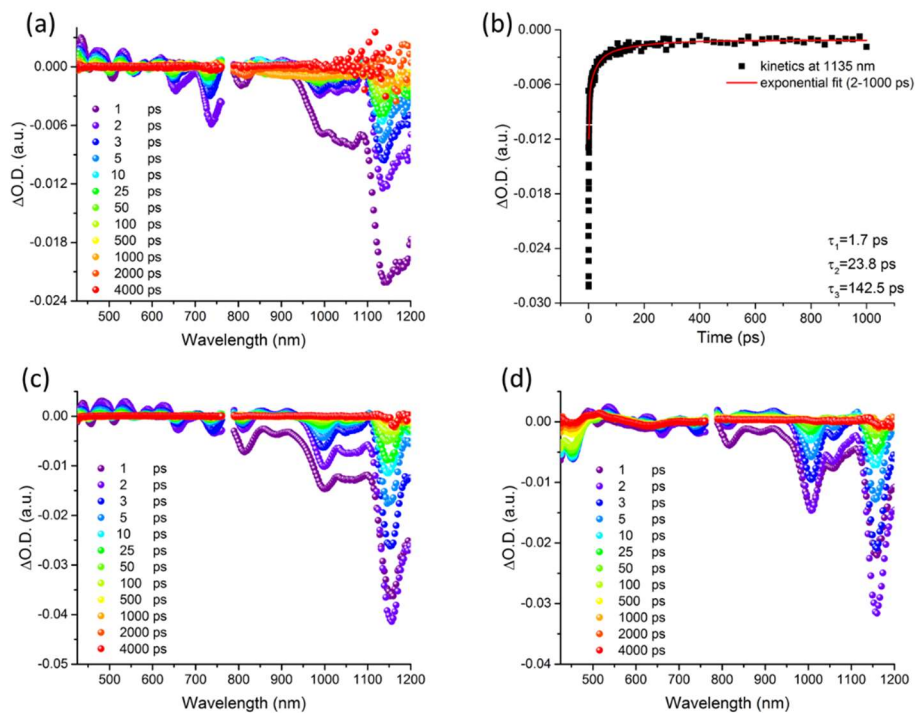 (a)
0.000
-0.006
-0.012
-0.018
-0.024
ΔO.D. (a.u.)
1 ps
2 ps
3 ps
5 ps
10 ps
25 ps
50 ps
100 ps
500 ps
1000 ps
2000 ps
4000 ps
500 600 700 800 900 1000 1100 1200
Wavelength (nm)
(b)
0.000
-0.006
-0.012
-0.018
-0.024
-0.030
ΔO.D. (a.u.)
kinetics at 1135 nm
exponential fit (2-1000 ps)
τ1=1.7 ps
τ2=23.8 ps
τ3=142.5 ps
0 200 400 600 800 1000
Time (ps)
(c)
0.00
-0.01
-0.02
-0.03
-0.04
-0.05
ΔO.D. (a.u.)
1 ps
2 ps
3 ps
5 ps
10 ps
25 ps
50 ps
100 ps
500 ps
1000 ps
2000 ps
4000 ps
500 600 700 800 900 1000 1100 1200
Wavelength (nm)
(d)
0.00
-0.01
-0.02
-0.03
-0.04
ΔO.D. (a.u.)
1 ps
2 ps
3 ps
5 ps
10 ps
25 ps
50 ps
100 ps
500 ps
1000 ps
2000 ps
4000 ps
500 600 700 800 900 1000 1100 1200
Wavelength (nm)